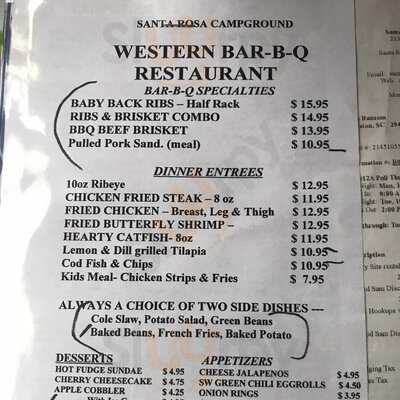 SANTA ROSA CAMPGROUND
WESTERN BAR-B-Q
RESTAURANT
BAR-B-Q SPECIALTIES
BABY BACK RIBS – Half Rack $ 15.95
RIBS & BRISKET COMBO $ 14.95
BBQ BEEF BRISKET $ 13.95
Pulled Pork Sand. (meal) $ 10.95
DINNER ENTREES
10oz Ribeye $ 12.95
CHICKEN FRIED STEAK – 8 oz $ 11.95
FRIED CHICKEN – Breast, Leg & Thigh $ 12.95
FRIED BUTTERFLY SHRIMP – $ 12.95
HEARTY CATFISH- 8oz $ 11.95
Lemon & Dill grilled Tilapia $ 10.95
Cod Fish & Chips $ 10.95
Kids Meal- Chicken Strips & Fries $ 7.95
ALWAYS A CHOICE OF TWO SIDE DISHES ---
Cole Slaw, Potato Salad, Green Beans
Baked Beans, French Fries, Baked Potato
DESSERTS APPETIZERS
HOT FUDGE SUNDAE $ 4.95 CHEESE JALAPENOS $ 4.95
CHERRY CHEESECAKE $ 4.75 SW GREEN CHILI EGGROLLS $ 4.50
APPLE COBBLER $ 4.25 ONION RINGS $ 3.95